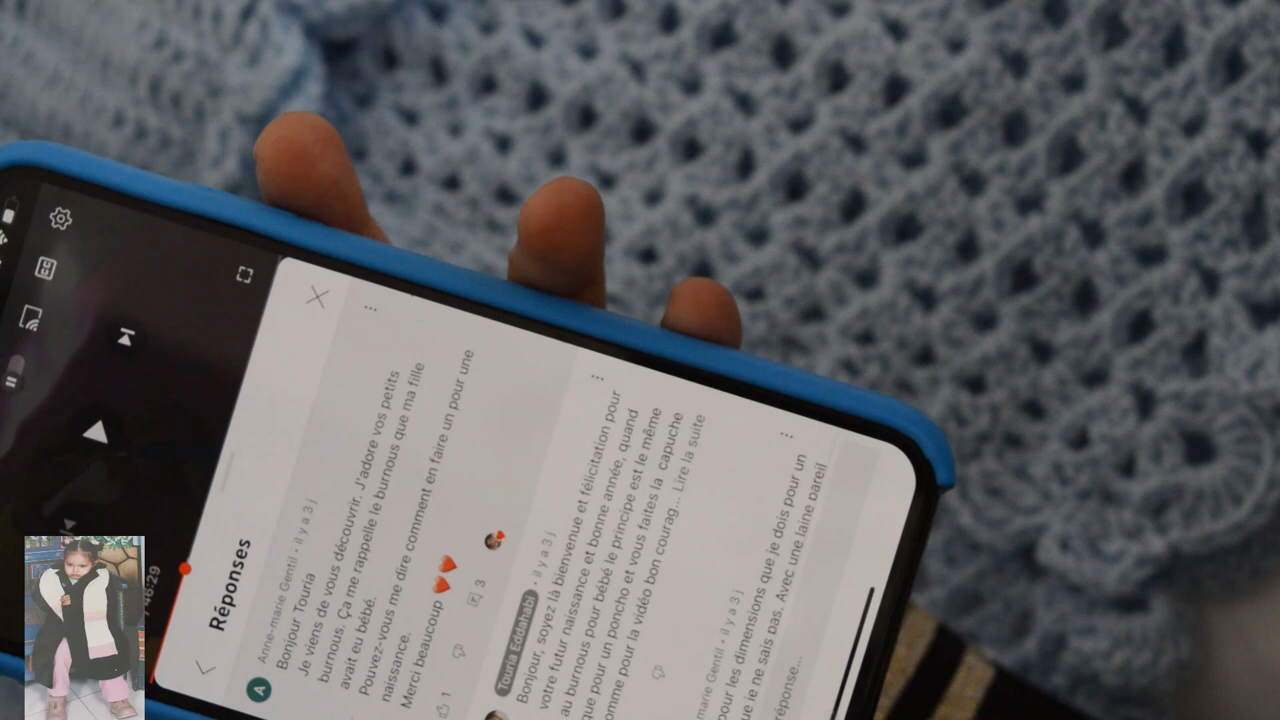 46:29
Réponses
A
Anne-marie Gentil • il y a 3 j
Bonjour Touria
Je viens de vous découvrir. J'adore vos petits
burnous. Ça me rappelle le burnous que ma fille
avait eu bébé.
Pouvez-vous me dire comment en faire un pour une
naissance.
Merci beaucoup
1
3
Touria Eddahabi • il y a 3 j
Bonjour, soyez là bienvenue et félicitation pour
votre futur naissance et bonne année, quand
au burnous pour bébé le principe est le même
que pour un poncho et vous faites la capuche
omme pour la vidéo bon courag... Lire la suite
marie Gentil • il y a 3 j
pour les dimensions que je dois pour un
ue je ne sais pas. Avec une laine pareil
réponse...